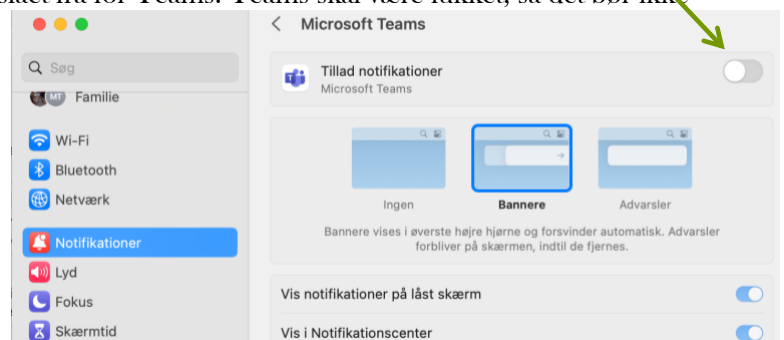 slået fra for Teams. Teams skal være lukket, så det bør ikke
Microsoft Teams
Søg
MT
Familie
Wi-Fi
Bluetooth
Netværk
Notifikationer
Lyd
Fokus
Skærmtid
Tillad notifikationer
Microsoft Teams
Ingen
Bannere
Advarsler
Bannere vises i øverste højre hjørne og forsvinder automatisk. Advarsler
forbliver på skærmen, indtil de fjernes.
Vis notifikationer på låst skærm
Vis i Notifikationscenter